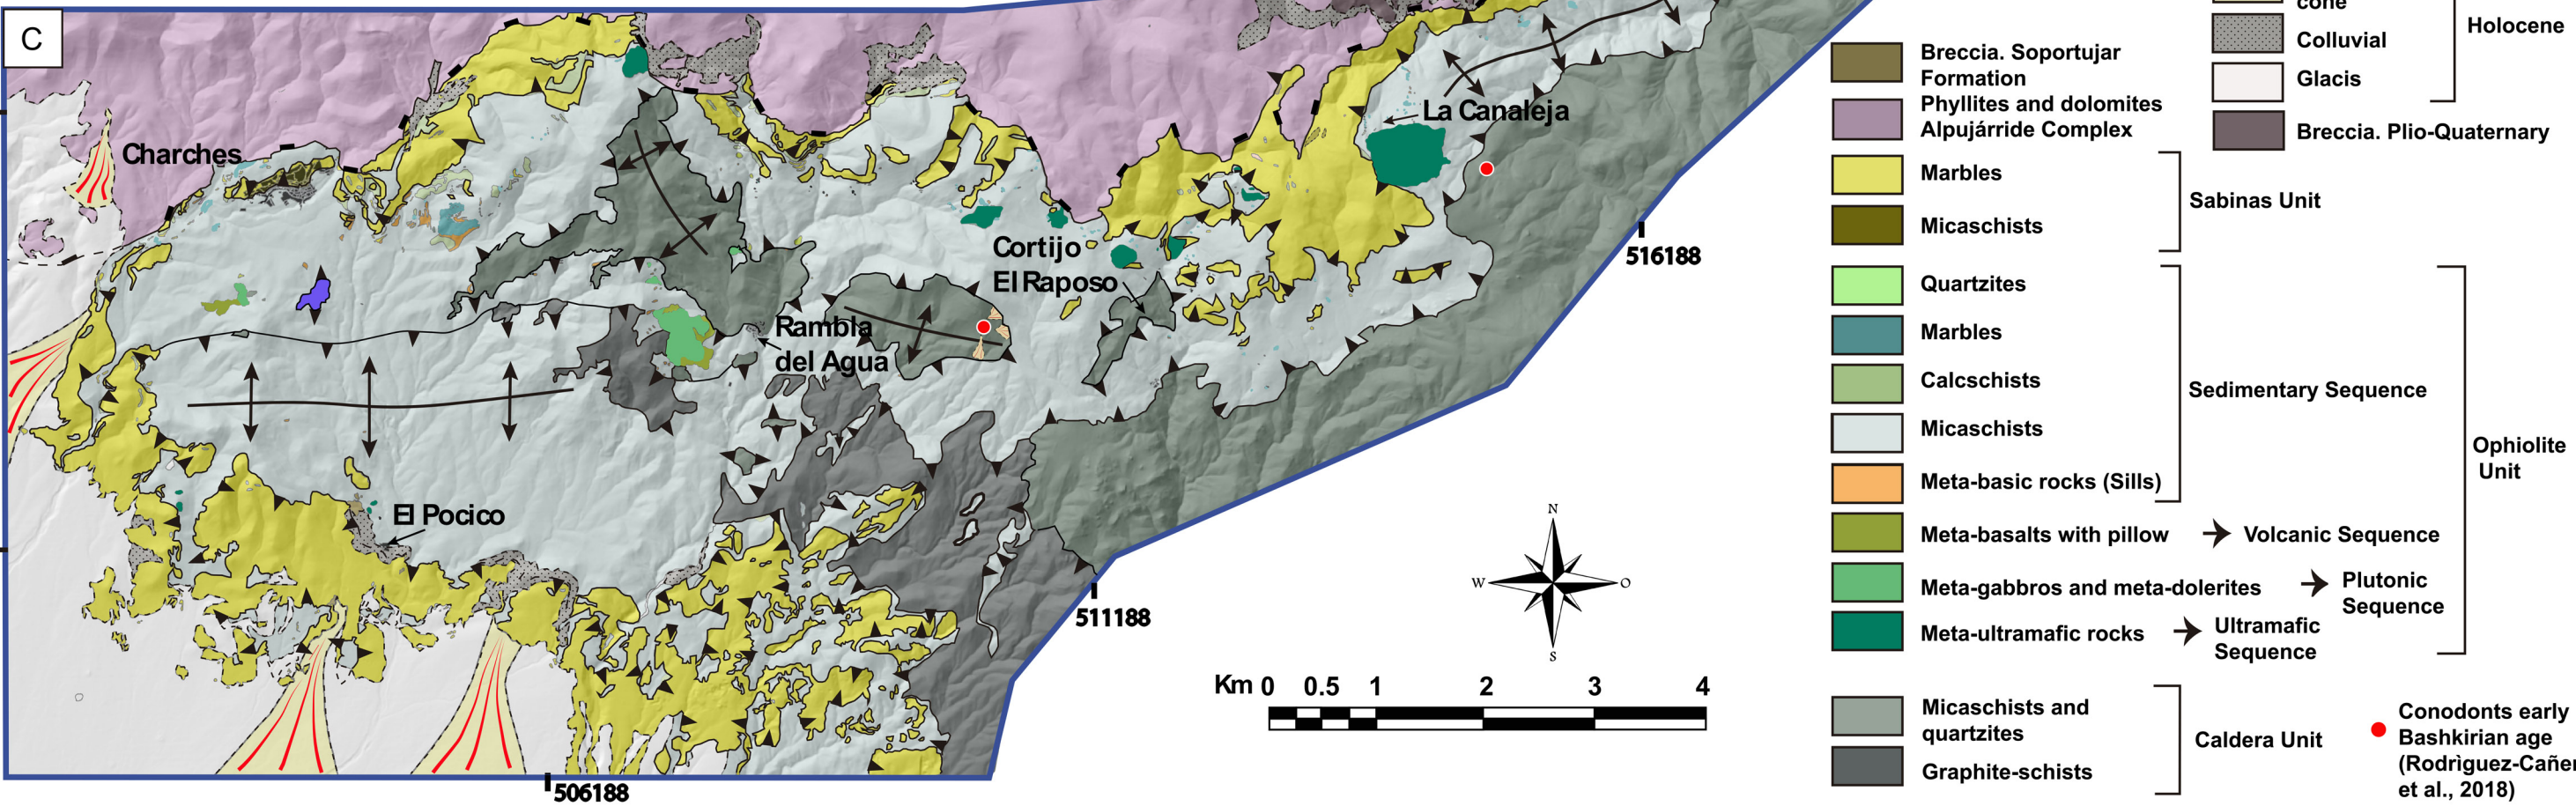 C
Charches
La Canaleja
Cortijo
El Raposo
Rambla
del Agua
El Pocico
516188
511188
506188
N
W
O
S
Km 0 0.5 1 2 3 4
Breccia. Soportujar
Formation
Phyllites and dolomites
Alpujárride Complex
Marbles
Micaschists
Sabinas Unit
Quartzites
Marbles
Calcschists
Micaschists
Meta-basic rocks (Sills)
Sedimentary Sequence
Meta-basalts with pillow
Volcanic Sequence
Meta-gabbros and meta-dolerites
Plutonic
Sequence
Meta-ultramafic rocks
Ultramafic
Sequence
Ophiolite
Unit
Micaschists and
quartzites
Graphite-schists
Caldera Unit
cone
Colluvial
Glacis
Holocene
Breccia. Plio-Quaternary
Conodonts early
Bashkirian age
(Rodrìguez-Cañer
et al., 2018)